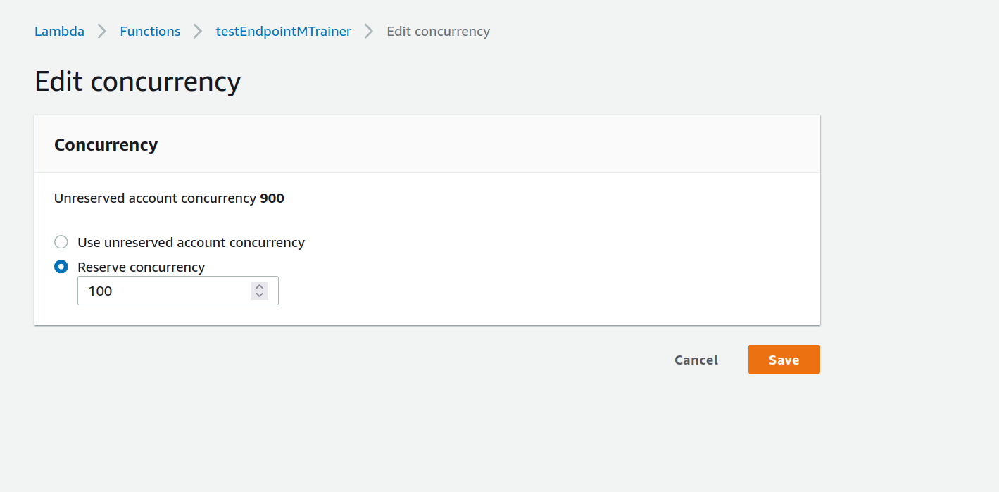 Lambda > Functions > testEndpointMTrainer > Edit concurrency
Edit concurrency
Concurrency
Unreserved account concurrency 900
Use unreserved account concurrency
Reserve concurrency
100
Cancel Save